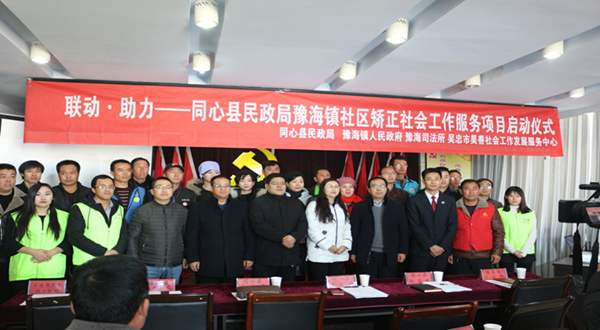 联动·助力——同心县民政局豫海镇社区矫正社会工作服务项目启动仪式
同心县民政局 豫海镇人民政府 豫海司法所 吴忠市昊善社会工作发展服务中心